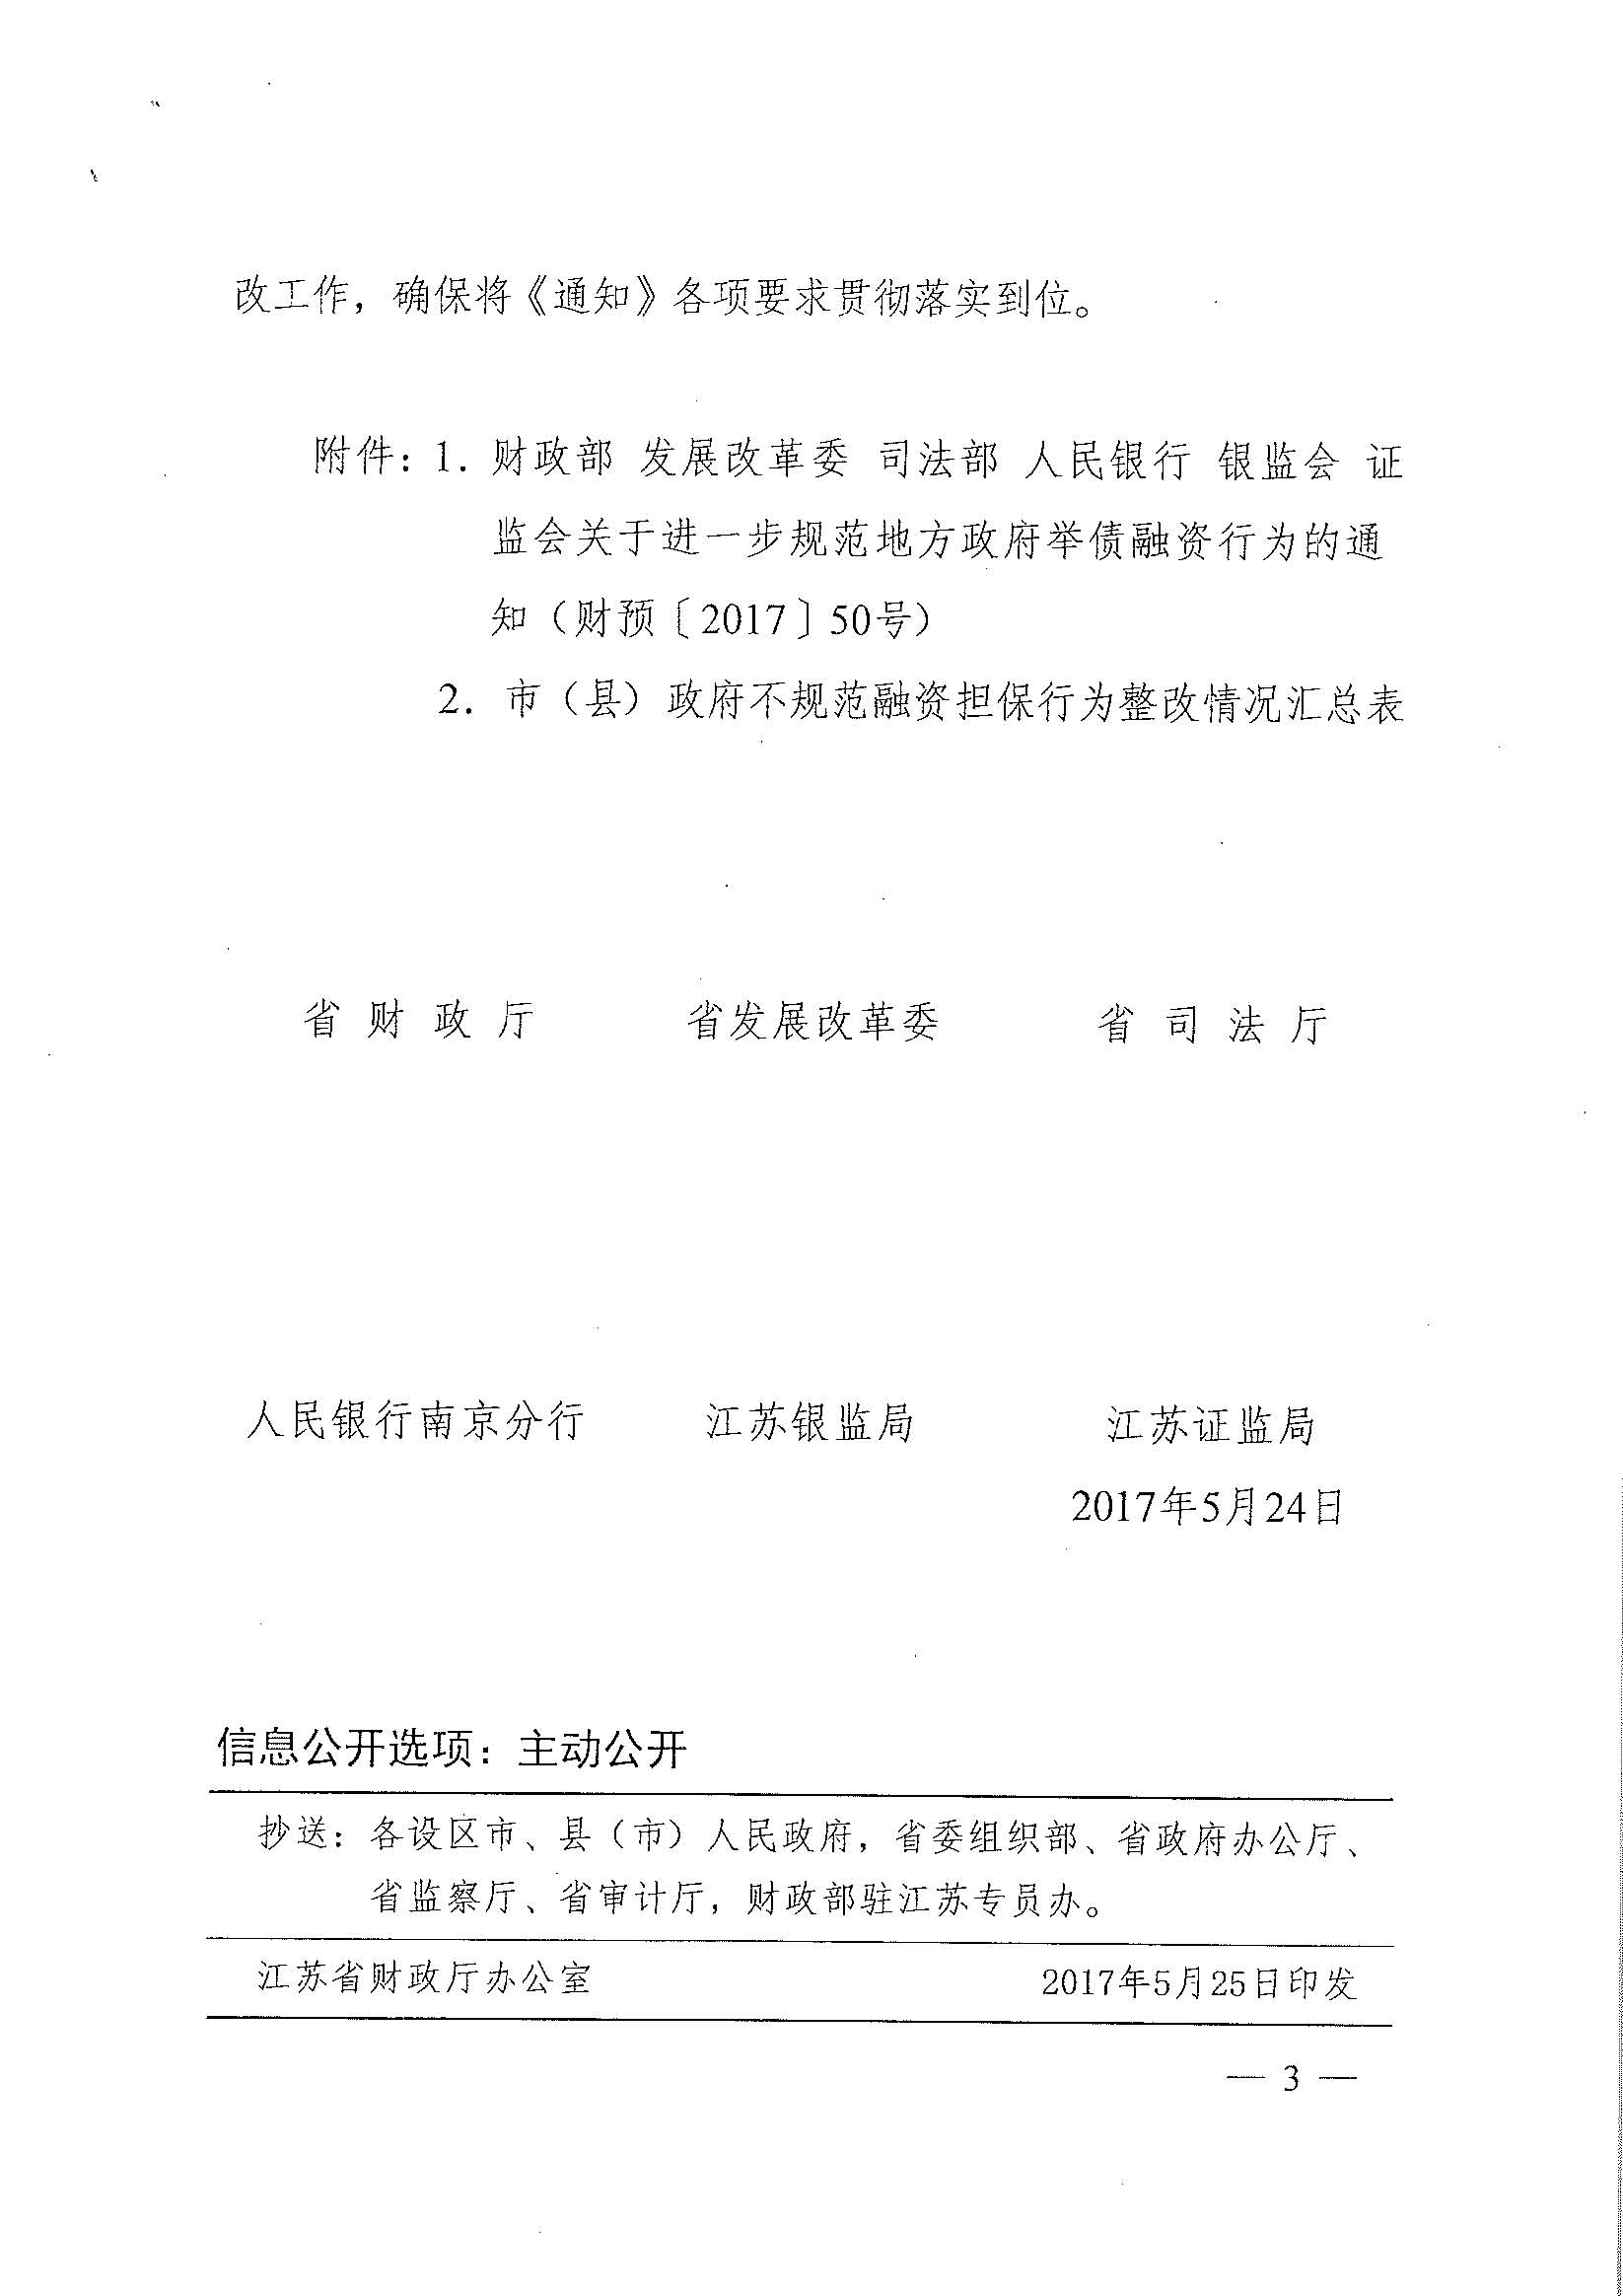 改工作，确保将《通知》各项要求贯彻落实到位。
附件：1. 财政部 发展改革委 司法部 人民银行 银监会 证
监会关于进一步规范地方政府举债融资行为的通
知（财预〔2017〕50号）
2. 市（县）政府不规范融资担保行为整改情况汇总表
省财政厅 省发展改革委 省司法厅
人民银行南京分行 江苏银监局 江苏证监局
2017年5月24日
信息公开选项：主动公开
抄送：各设区市、县（市）人民政府，省委组织部、省政府办公厅、
省监察厅、省审计厅，财政部驻江苏专员办。
江苏省财政厅办公室 2017年5月25日印发
— 3 —